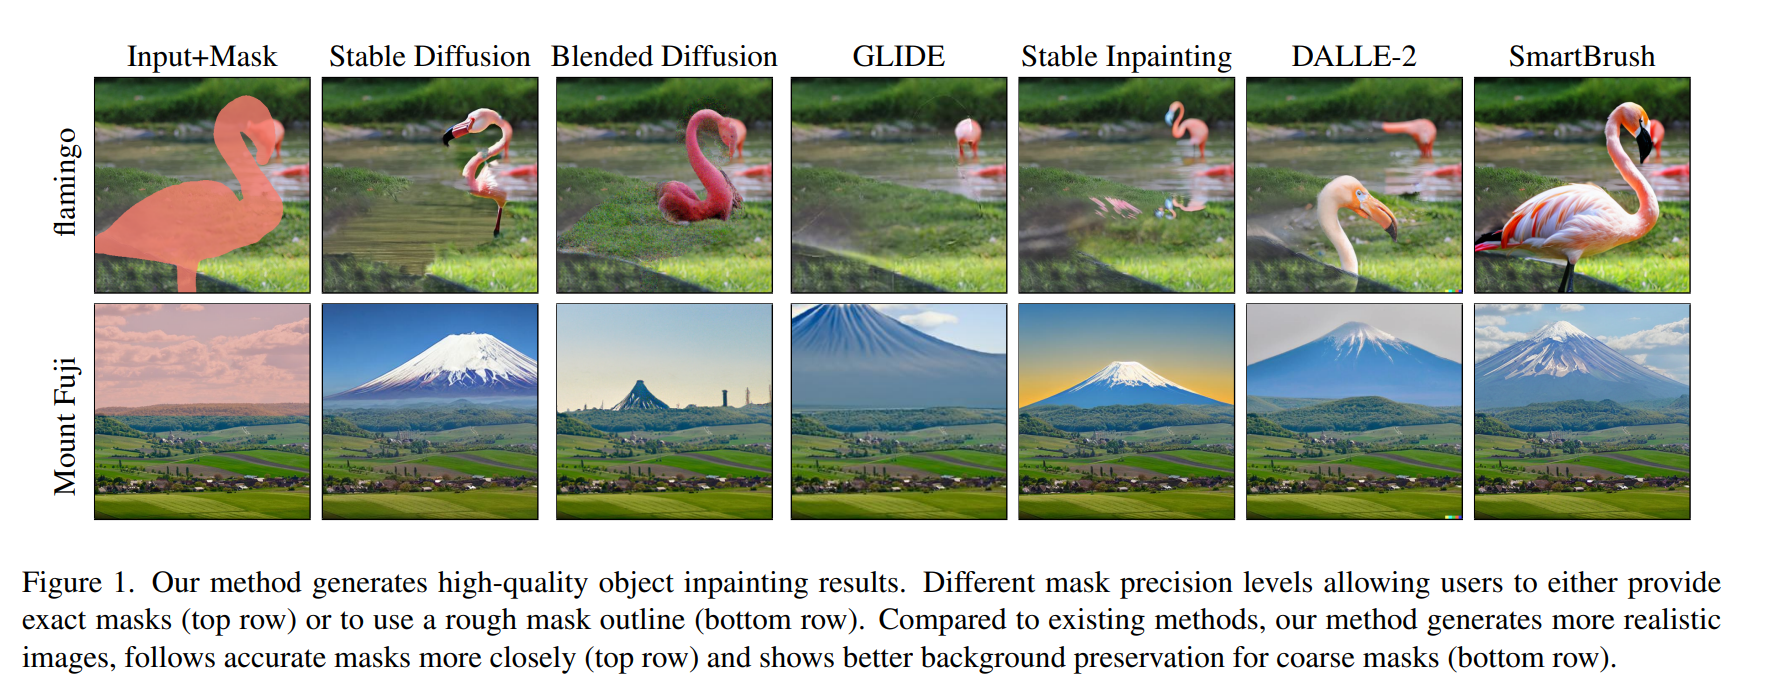 Input+Mask Stable Diffusion Blended Diffusion GLIDE Stable Inpainting DALLE-2 SmartBrush
flamingo
Mount Fuji
Figure 1. Our method generates high-quality object inpainting results. Different mask precision levels allowing users to either provide
exact masks (top row) or to use a rough mask outline (bottom row). Compared to existing methods, our method generates more realistic
images, follows accurate masks more closely (top row) and shows better background preservation for coarse masks (bottom row).